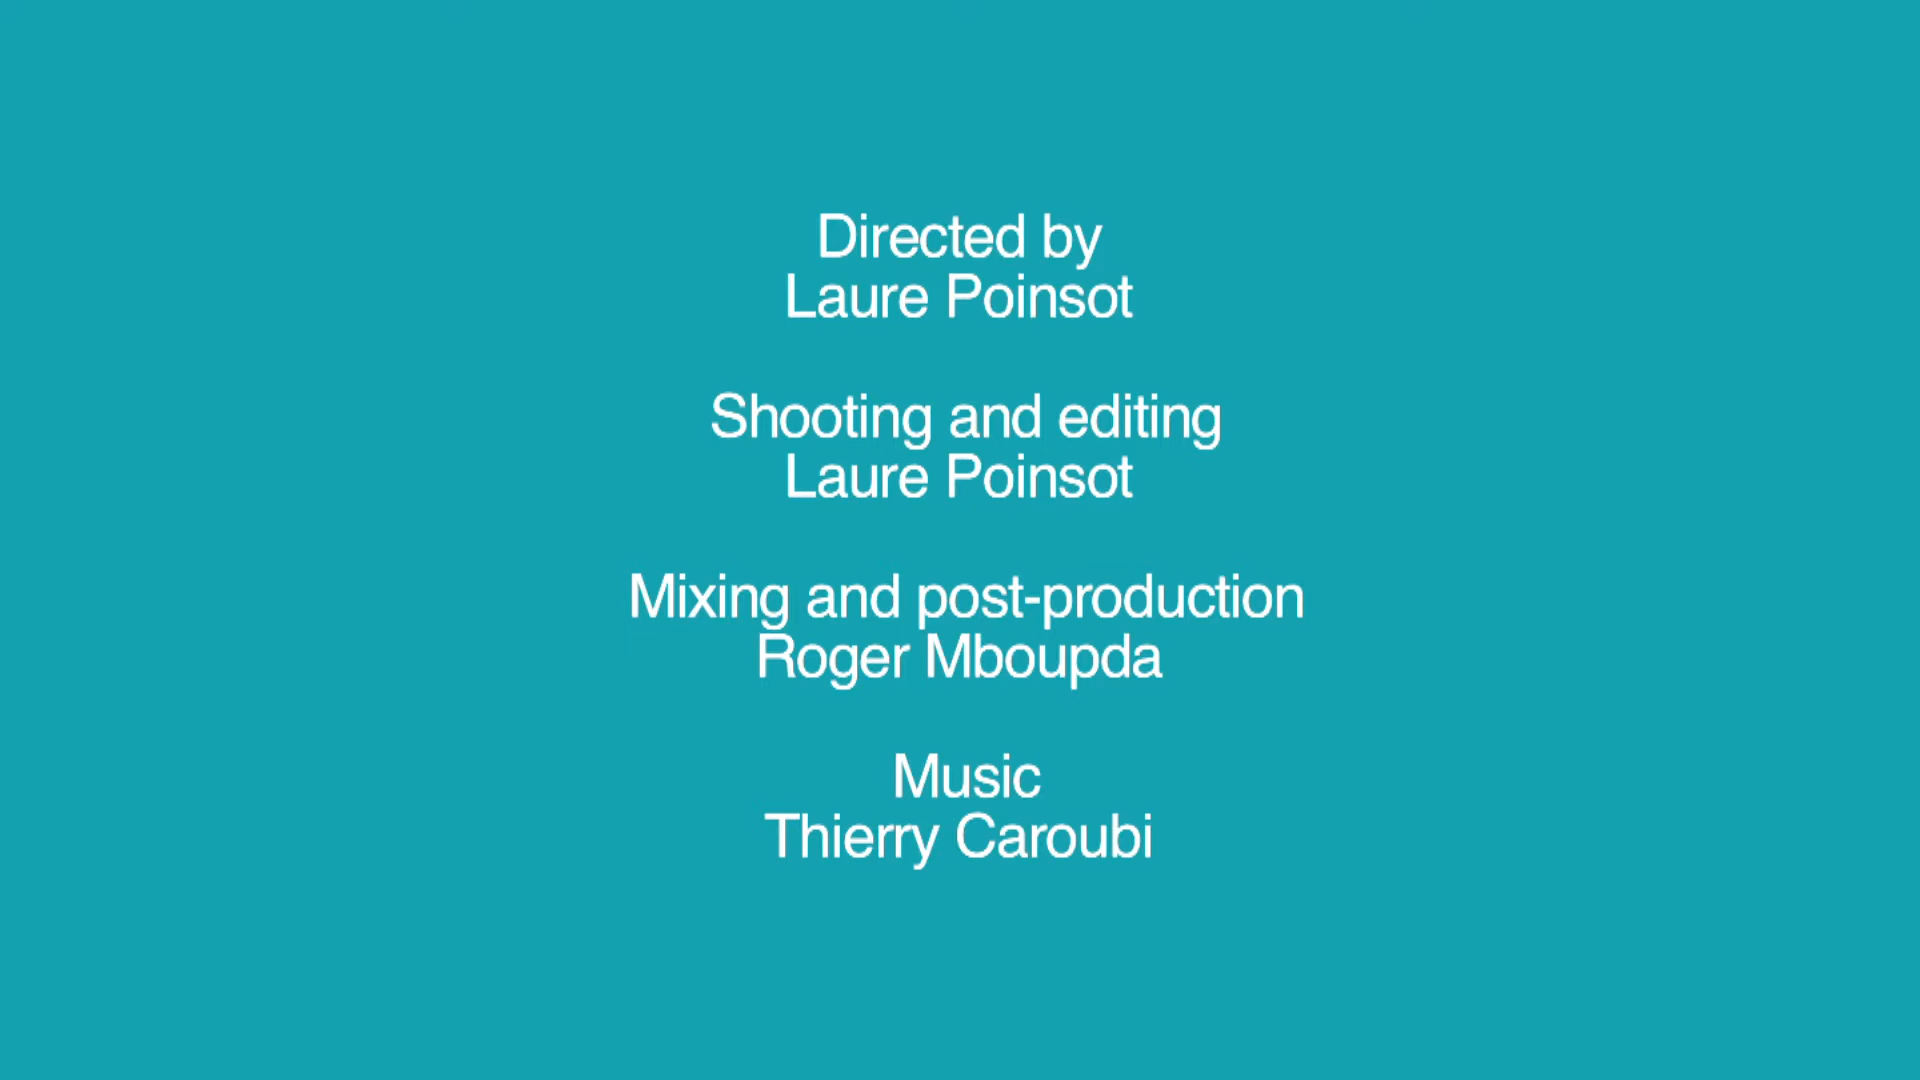 Directed by
Laure Poinsot
Shooting and editing
Laure Poinsot
Mixing and post-production
Roger Mboupda
Music
Thierry Caroubi